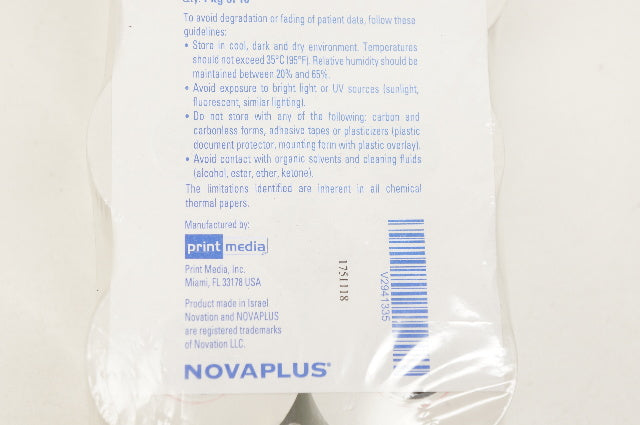 Qty: 1 Pkg of 10
To avoid degradation or fading of patient data, follow these
guidelines:
• Store in cool, dark and dry environment. Temperatures
should not exceed 35°C (95°F). Relative humidity should be
maintained between 20% and 65%.
• Avoid exposure to bright light or UV sources (sunlight,
fluorescent, similar lighting).
• Do not store with any of the following: carbon and
carbonless forms, adhesive tapes or plasticizers (plastic
document protector, mounting form with plastic overlay).
• Avoid contact with organic solvents and cleaning fluids
(alcohol, ester, ether, ketone).
The limitations identified are inherent in all chemical
thermal papers.
Manufactured by:
print media
Print Media, Inc.
Miami, FL 33178 USA
Product made in Israel
Novation and NOVAPLUS
are registered trademarks
of Novation LLC.
NOVAPLUS®
1751118
V2941335